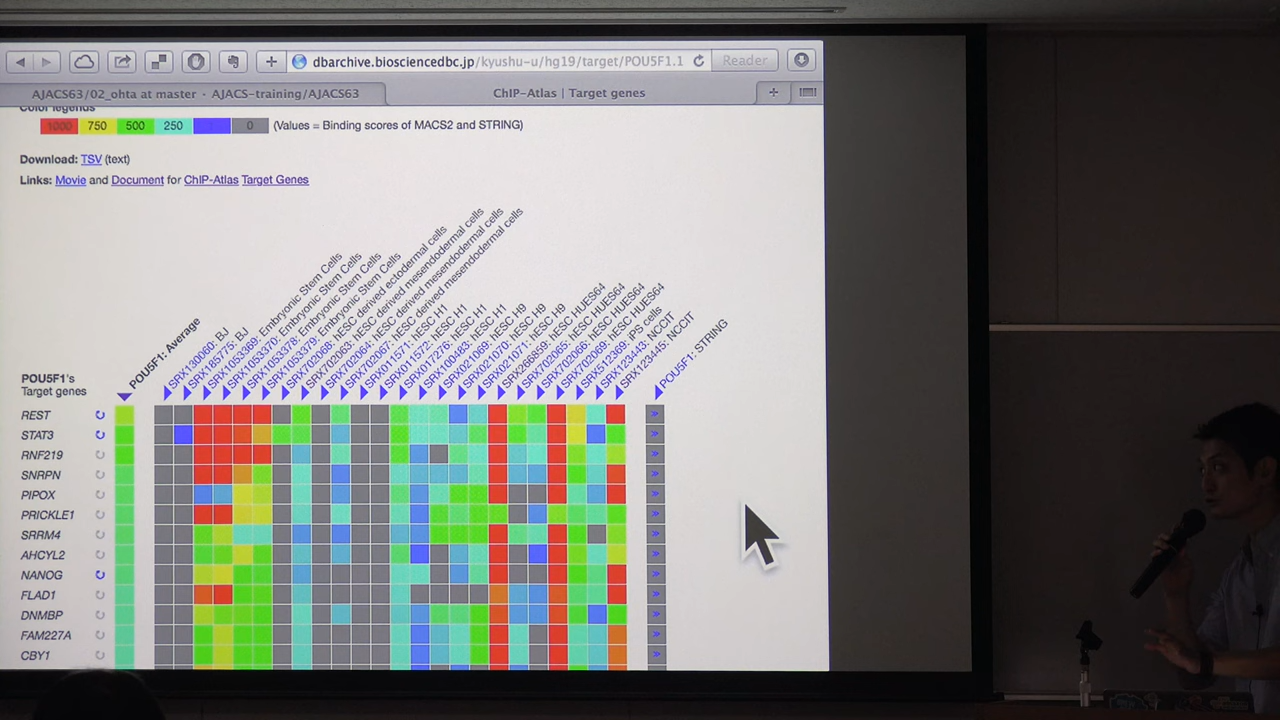 dbarchive.biosciencedbc.jp/kyushu-u/hg19/target/POU5F1.1
Reader
AJACS63/02_ohta at master · AJACS-training/AJACS63
ChIP-Atlas | Target genes
Color legends
1000 750 500 250 0 (Values = Binding scores of MACS2 and STRING)
Download: TSV (text)
Links: Movie and Document for ChIP-Atlas Target Genes
POU5F1's
Target genes
POU5F1: Average
SRX130060: BJ
SRX185775: BJ
SRX1053369: Embryonic Stem Cells
SRX1053370: Embryonic Stem Cells
SRX1053378: Embryonic Stem Cells
SRX1053379: Embryonic Stem Cells
SRX702068: hESC derived ectodermal cells
SRX702063: hESC derived mesendodermal cells
SRX702064: hESC derived mesendodermal cells
SRX702067: hESC derived mesendodermal cells
SRX011571: hESC H1
SRX011572: hESC H1
SRX017276: hESC H1
SRX100483: hESC H1
SRX021069: hESC H9
SRX021070: hESC H9
SRX021071: hESC H9
SRX266859: hESC HUES64
SRX702065: hESC HUES64
SRX702066: hESC HUES64
SRX702069: hESC HUES64
SRX512369: iPS cells
SRX123443: NCCIT
SRX123445: NCCIT
POU5F1: STRING
REST
STAT3
RNF219
SNRPN
PIPOX
PRICKLE1
SRRM4
AHCYL2
NANOG
FLAD1
DNMBP
FAM227A
CBY1